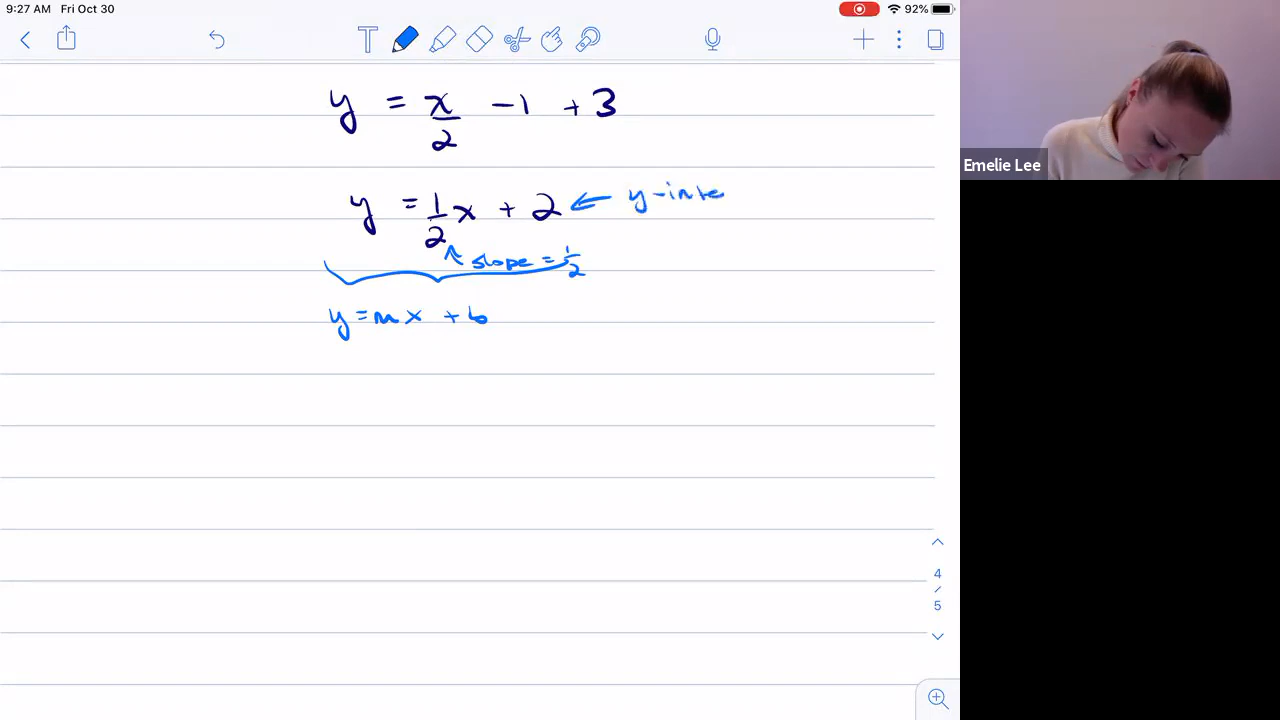 9:27 AM Fri Oct 30 92%
y = x/2 -1 +3
Emelie Lee
y = 1/2 x + 2 ← y-inte
↑ slope = 1/2
y = mx + b
4
/
5